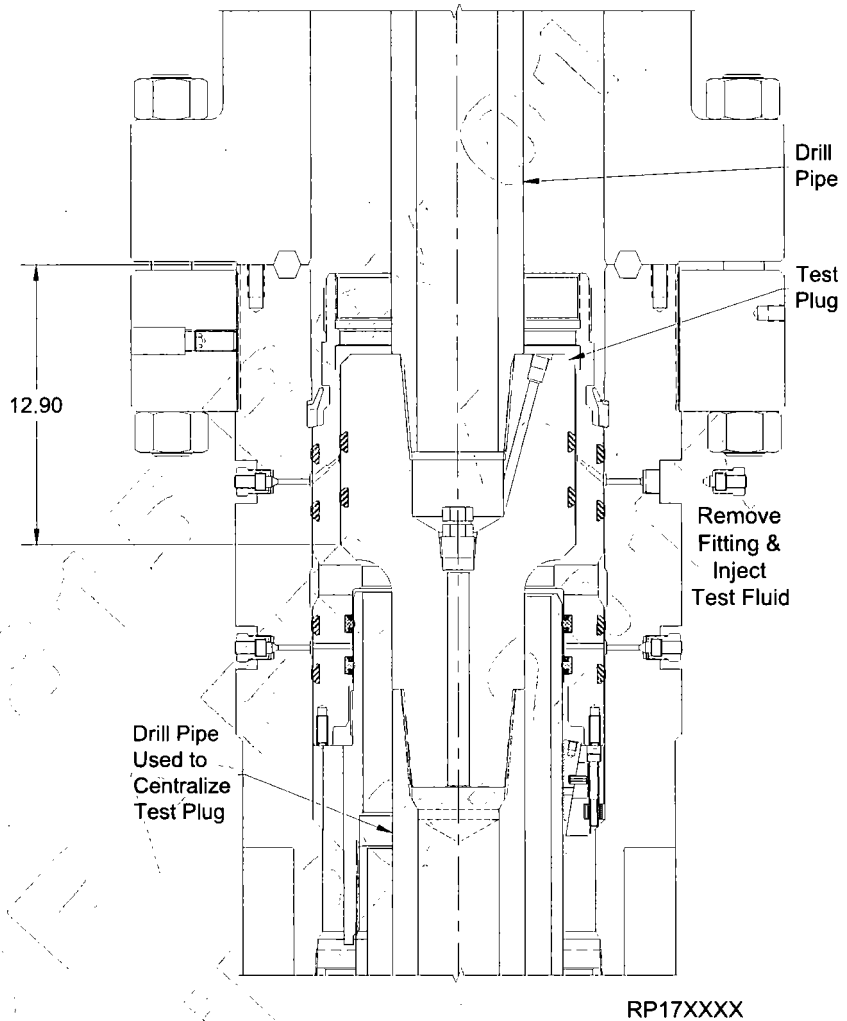 Drill
Pipe
Test
Plug
12.90
Remove
Fitting &
Inject
Test Fluid
Drill Pipe
Used to
Centralize
Test Plug
RP17XXXX